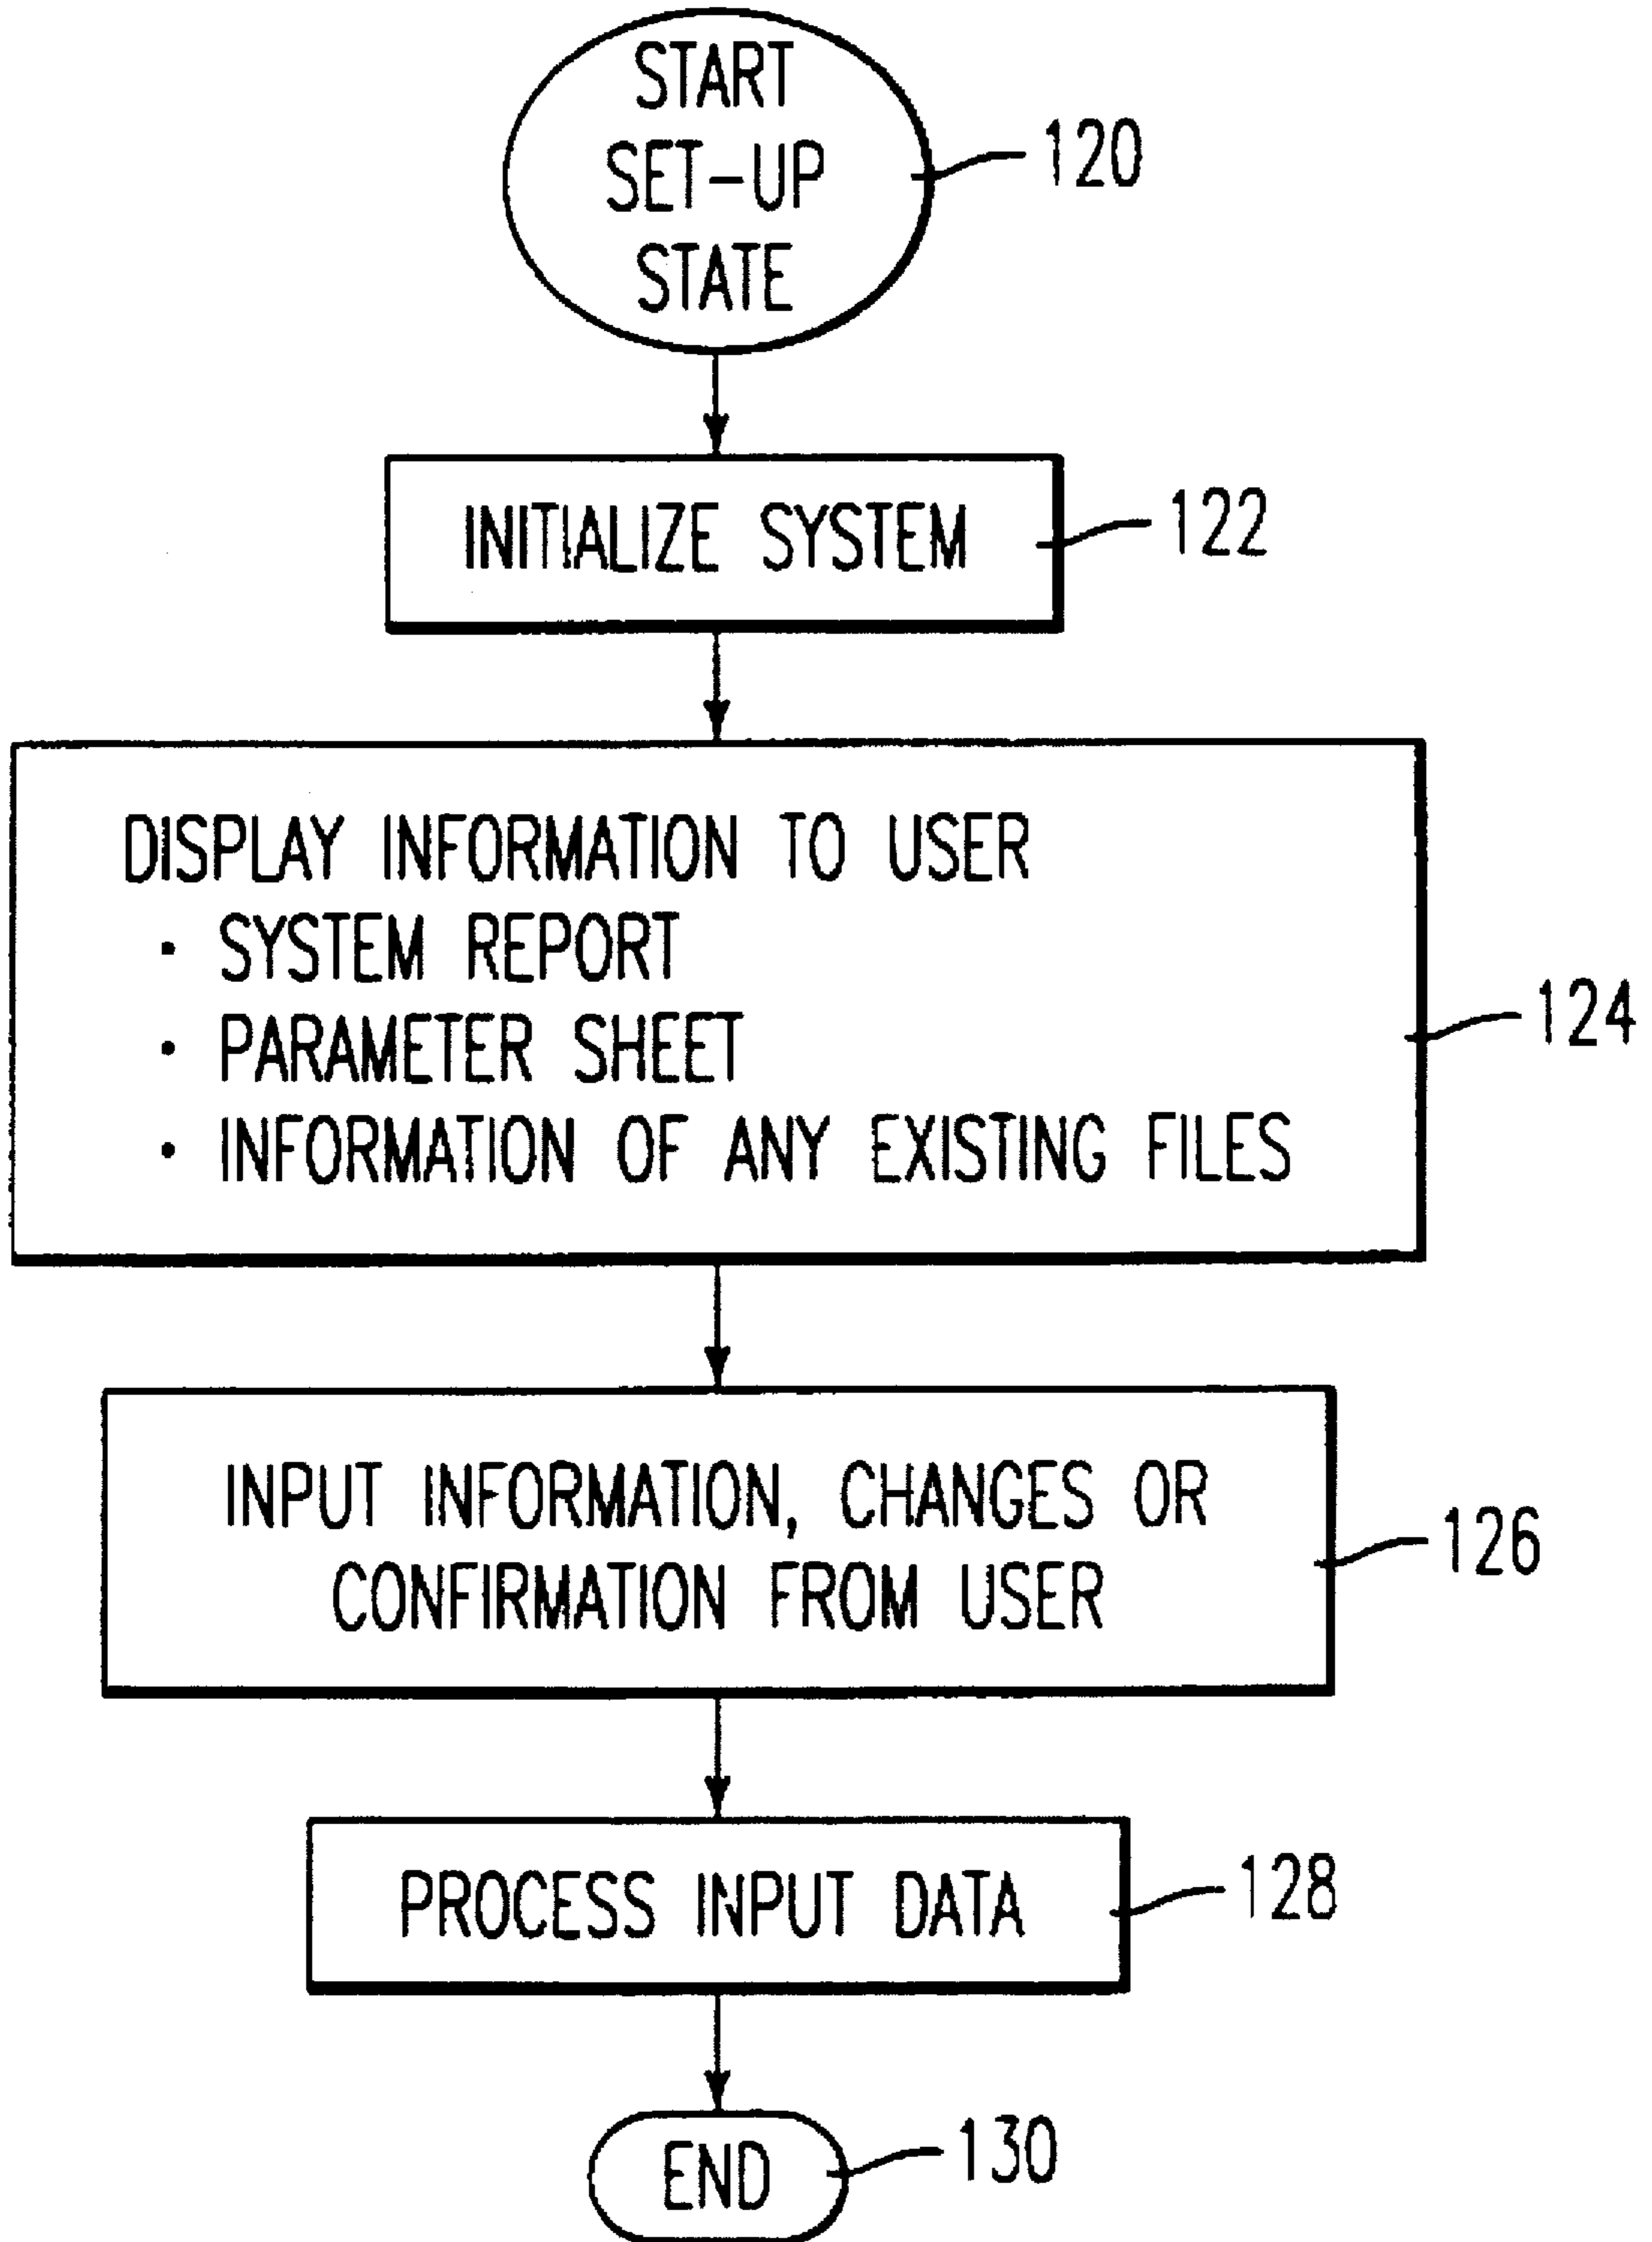 START
SET-UP
STATE
120
INITIALIZE SYSTEM
122
DISPLAY INFORMATION TO USER
· SYSTEM REPORT
· PARAMETER SHEET
· INFORMATION OF ANY EXISTING FILES
124
INPUT INFORMATION, CHANGES OR
CONFIRMATION FROM USER
126
PROCESS INPUT DATA
128
END
130